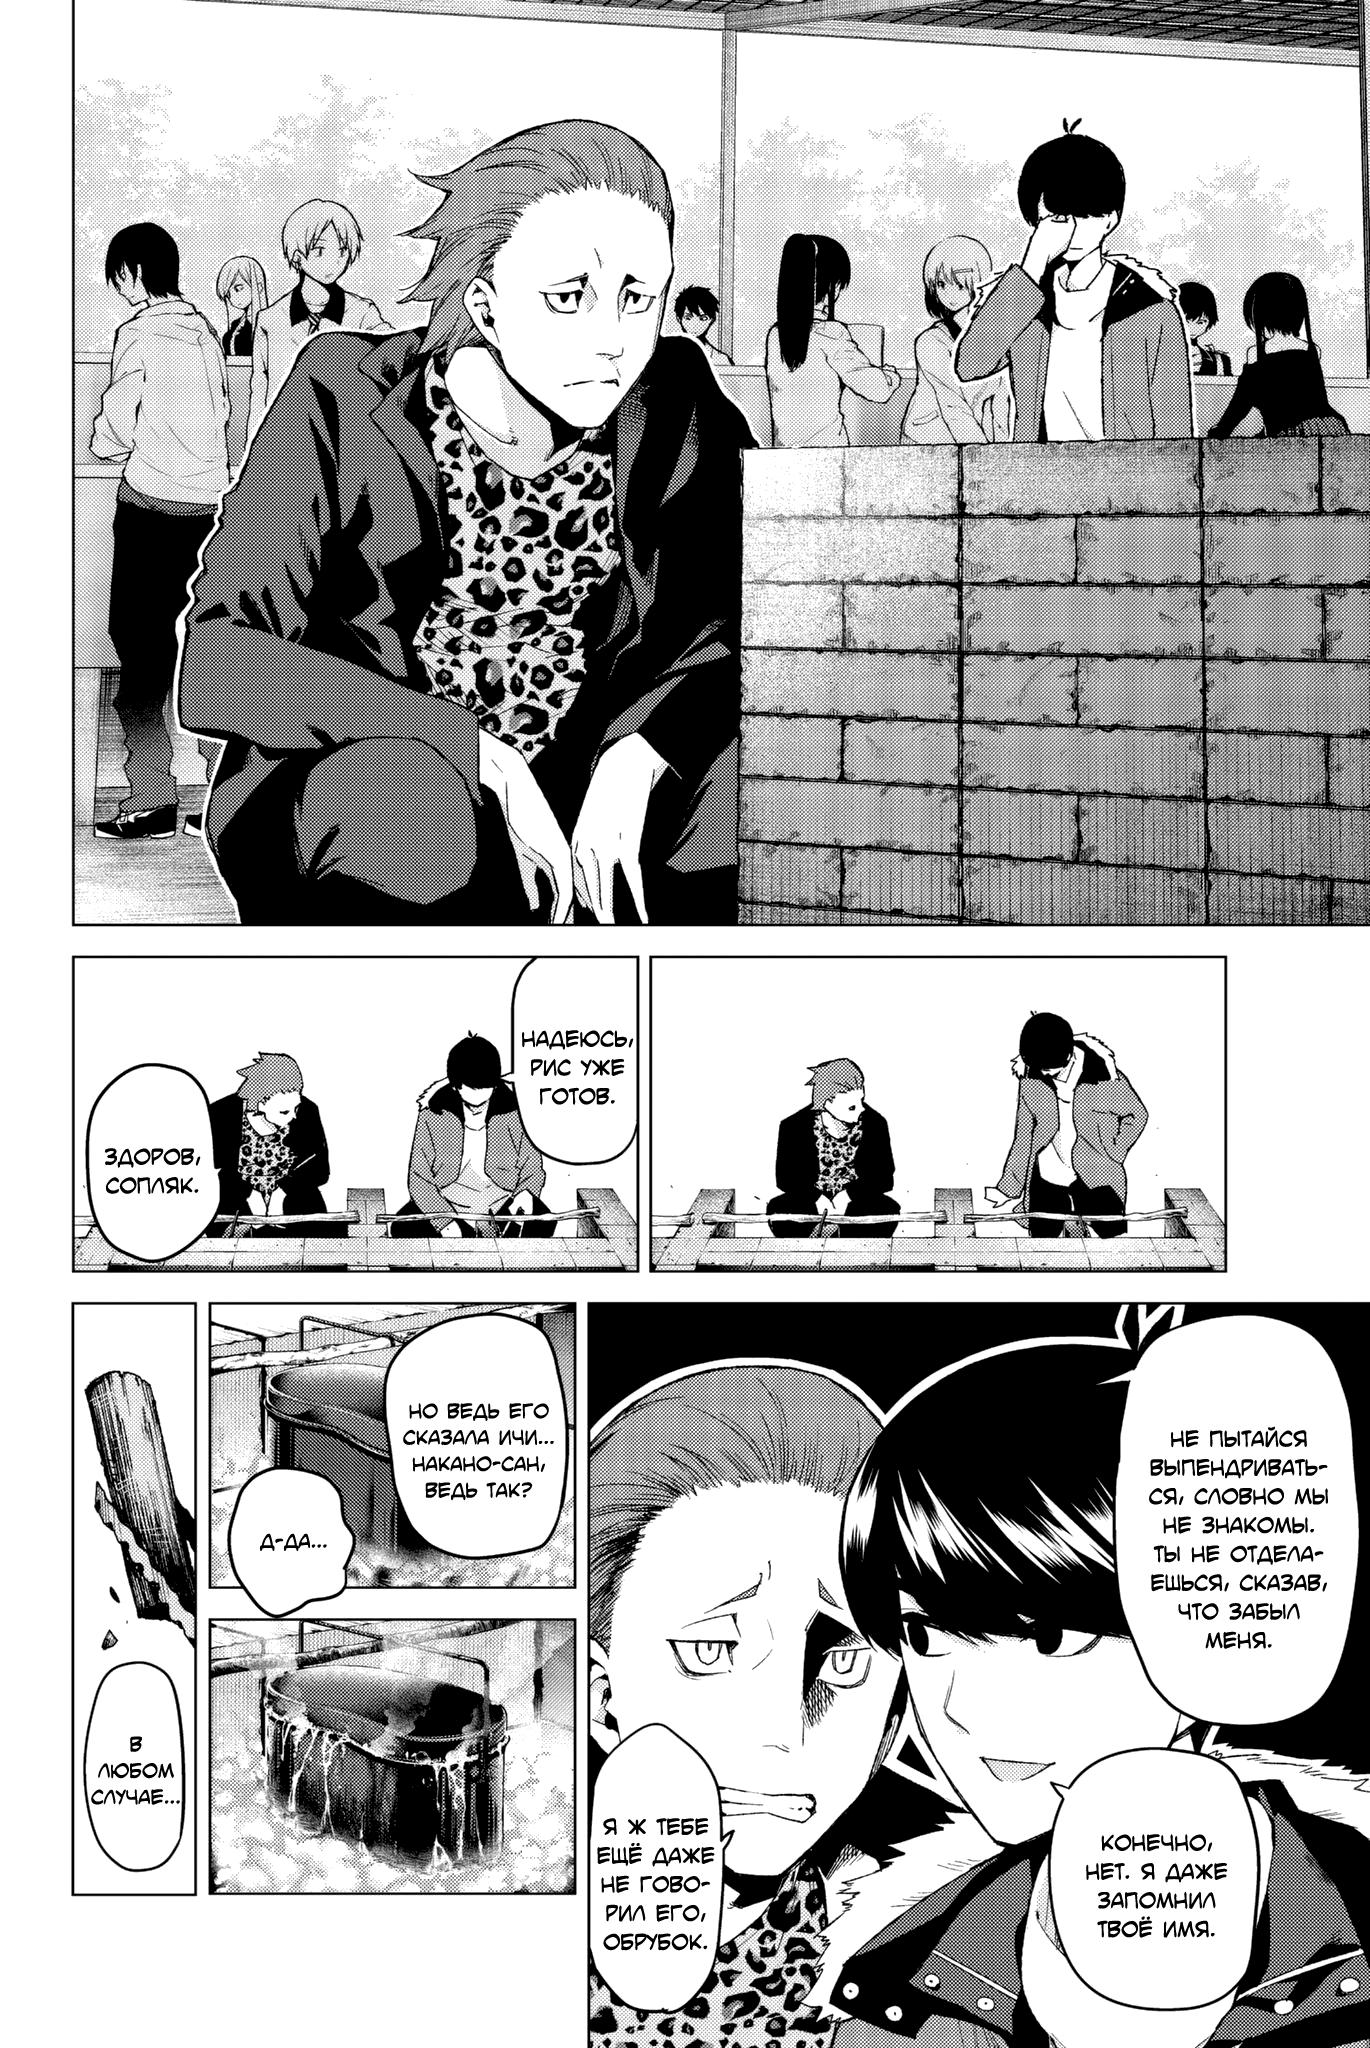 НАДЕЮСЬ,
РИС УЖЕ
ГОТОВ.
ЗДОРОВ,
СОПЛЯК.
НЕ ПЫТАЙСЯ
ВЫПЕНДРИВАТЬ-
СЯ, СЛОВНО МЫ
НЕ ЗНАКОМЫ.
ТЫ НЕ ОТДЕЛА-
ЕШЬСЯ, СКАЗАВ,
ЧТО ЗАБЫЛ
МЕНЯ.
КОНЕЧНО,
НЕТ. Я ДАЖЕ
ЗАПОМНИЛ
ТВОЁ ИМЯ.
Я Ж ТЕБЕ
ЕЩЁ ДАЖЕ
НЕ ГОВО-
РИЛ ЕГО,
ОБРУБОК.
НО ВЕДЬ ЕГО
СКАЗАЛА ИЧИ...
НАКАНО-САН,
ВЕДЬ ТАК?
Д-ДА...
В
ЛЮБОМ
СЛУЧАЕ...